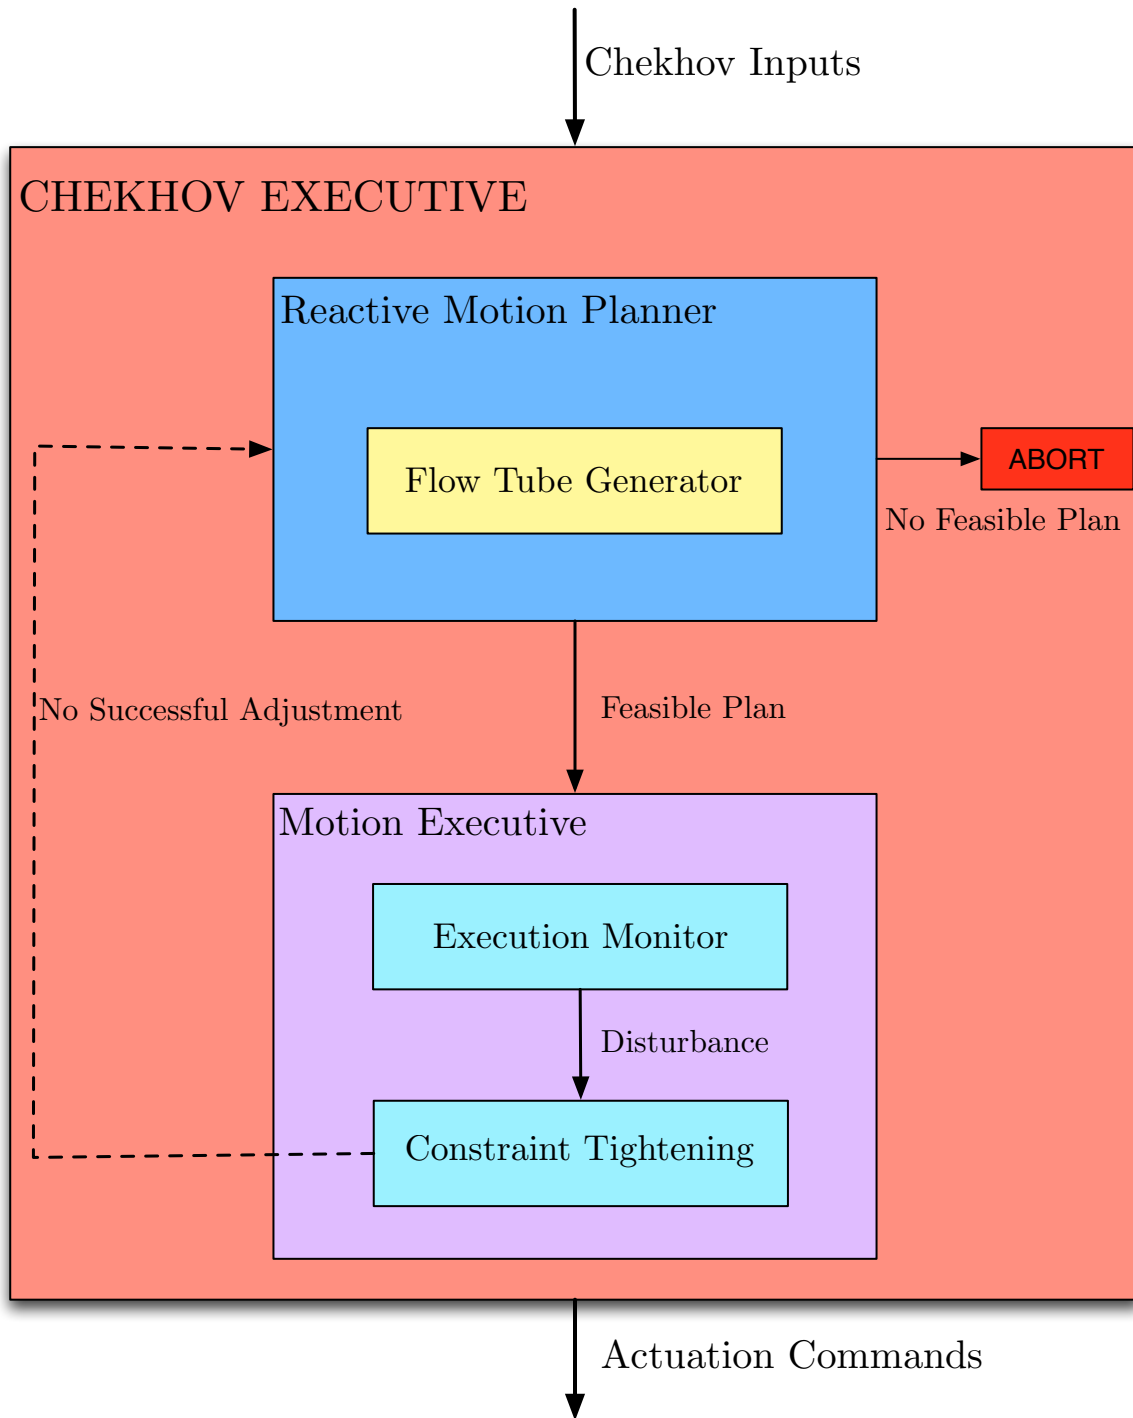 Chekhov Inputs
CHEKHOV EXECUTIVE
Reactive Motion Planner
Flow Tube Generator
ABORT
No Feasible Plan
No Successful Adjustment
Feasible Plan
Motion Executive
Execution Monitor
Disturbance
Constraint Tightening
Actuation Commands